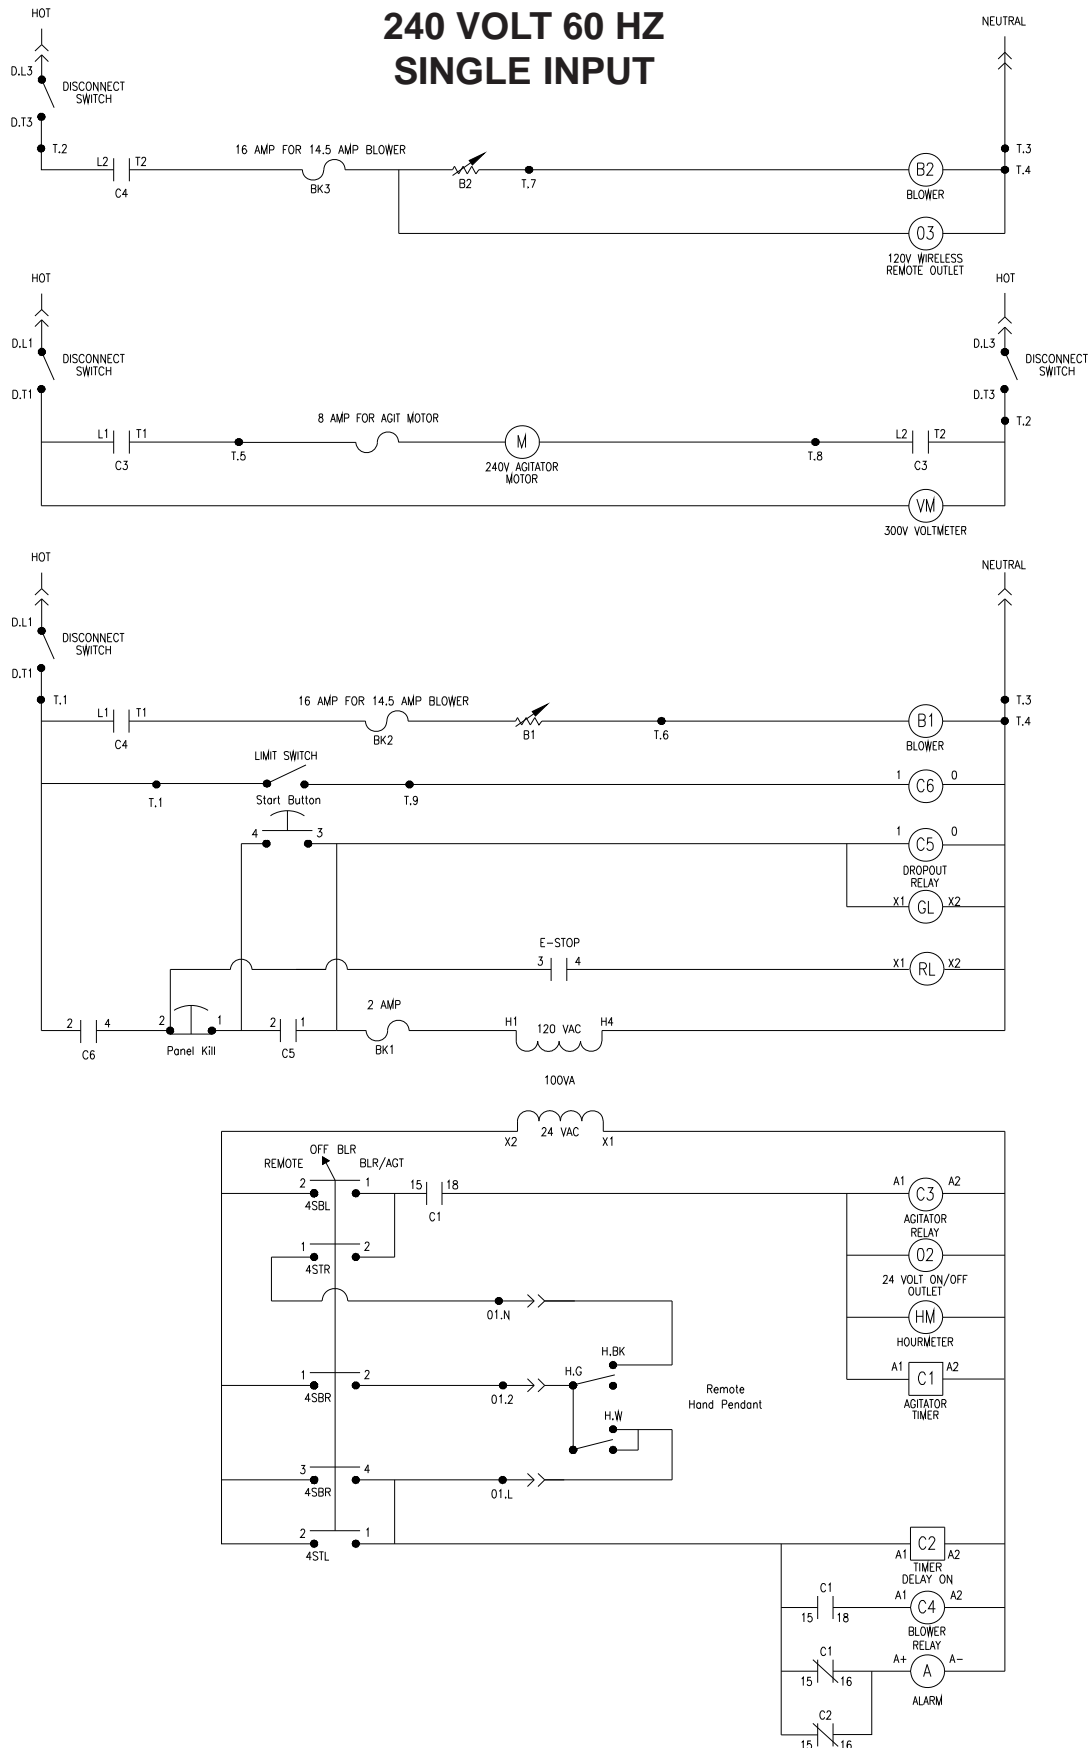 240 VOLT 60 HZ
SINGLE INPUT
HOT
NEUTRAL
D.L3
DISCONNECT
SWITCH
D.T3
T.2
T.3
16 AMP FOR 14.5 AMP BLOWER
L2 T2
C4
BK3
B2
T.7
B2
T.4
BLOWER
O3
120V WIRELESS
REMOTE OUTLET
HOT
HOT
D.L1
DISCONNECT
SWITCH
D.T1
D.L3
DISCONNECT
SWITCH
D.T3
T.2
8 AMP FOR AGIT MOTOR
L1 T1
C3
T.5
M
240V AGITATOR
MOTOR
T.8
L2 T2
C3
VM
300V VOLTMETER
HOT
NEUTRAL
D.L1
DISCONNECT
SWITCH
D.T1
T.1
T.3
16 AMP FOR 14.5 AMP BLOWER
L1 T1
C4
BK2
B1
T.6
B1
T.4
BLOWER
LIMIT SWITCH
T.1
T.9
1 C6 0
Start Button
4 3
1 C5 0
DROPOUT
RELAY
X1 GL X2
E-STOP
3 4
X1 RL X2
2 AMP
2 4
C6
2 1
Panel Kill
2 1
C5
BK1
H1 120 VAC H4
100VA
X2 24 VAC X1
OFF BLR
REMOTE BLR/AGT
2 1
4SBL
15 18
C1
A1 C3 A2
AGITATOR
RELAY
1 2
4STR
O2
24 VOLT ON/OFF
OUTLET
01.N
HM
HOURMETER
H.BK
1 2
4SBR
01.2
H.G
A1 C1 A2
AGITATOR
TIMER
Remote
Hand Pendant
H.W
3 4
4SBR
01.L
2 1
4STL
C2
A1 A2
TIMER
DELAY ON
C1
15 18
A1 C4 A2
BLOWER
RELAY
C1
15 16
A+ A A-
ALARM
C2
15 16